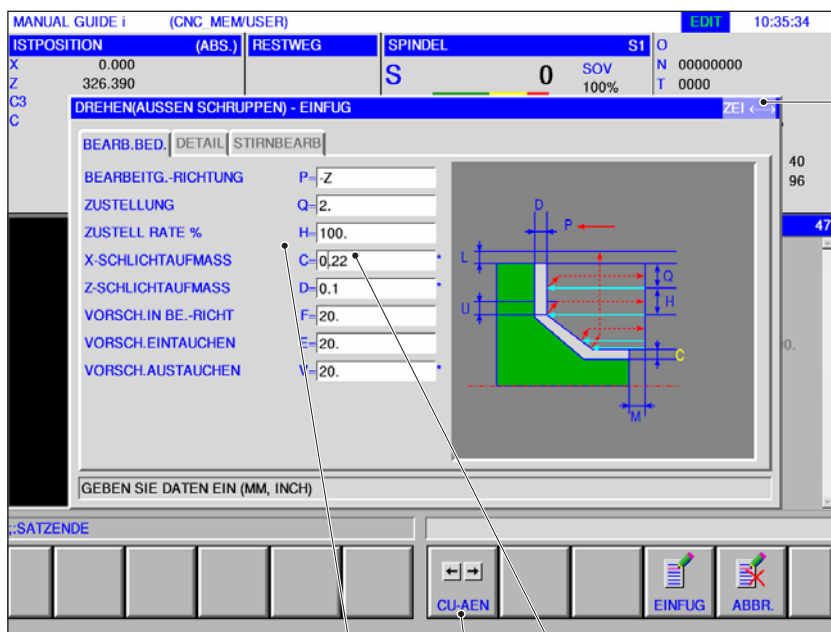 MANUAL GUIDE i (CNC_MEM/USER) EDIT 10:35:34
ISTPOSITION (ABS.) RESTWEG SPINDEL S1 O
X 0.000 N 00000000
Z 326.390 S 0 SOV 100% T 0000
C3
C
DREHEN(AUSSEN SCHRUPPEN) - EINFUG ZEI
BEARB.BED. DETAIL STIRNBEARB
40
96
47
BEARBEITG.-RICHTUNG P= -Z
ZUSTELLUNG Q= 2.
ZUSTELL RATE % H= 100.
X-SCHLICHTAUFMASS C= 0.22 *
Z-SCHLICHTAUFMASS D= 0.1 *
VORSCH.IN BE.-RICHT F= 20.
VORSCH.EINTAUCHEN E= 20.
VORSCH.AUSTAUCHEN V= 20. *
D
P
L
Q
U
H
C
M
GEBEN SIE DATEN EIN (MM, INCH)
;:SATZENDE
CU-AEN EINFUG ABBR.